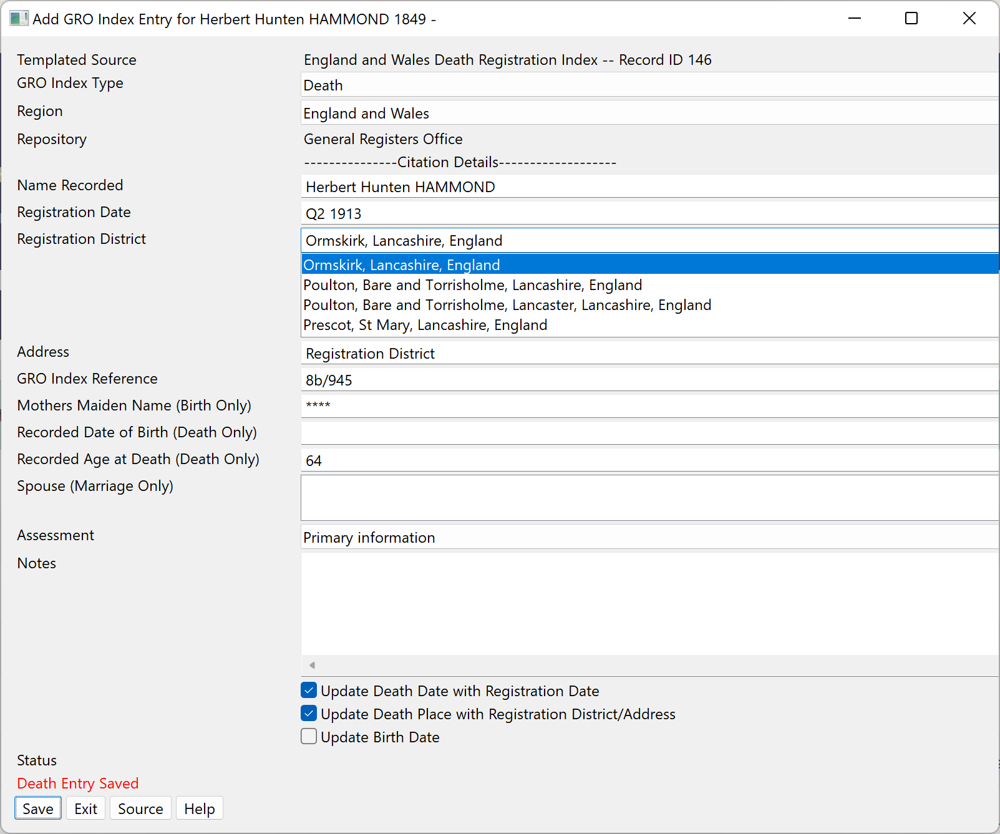 Add GRO Index Entry for Herbert Hunten HAMMOND 1849 -
Templated Source England and Wales Death Registration Index -- Record ID 146
GRO Index Type Death
Region England and Wales
Repository General Registers Office
---------------Citation Details-------------------
Name Recorded Herbert Hunten HAMMOND
Registration Date Q2 1913
Registration District Ormskirk, Lancashire, England
Ormskirk, Lancashire, England
Poulton, Bare and Torrisholme, Lancashire, England
Poulton, Bare and Torrisholme, Lancaster, Lancashire, England
Prescot, St Mary, Lancashire, England
Address Registration District
GRO Index Reference 8b/945
Mothers Maiden Name (Birth Only) ****
Recorded Date of Birth (Death Only)
Recorded Age at Death (Death Only) 64
Spouse (Marriage Only)
Assessment Primary information
Notes
Update Death Date with Registration Date
Update Death Place with Registration District/Address
Update Birth Date
Status
Death Entry Saved
Save Exit Source Help